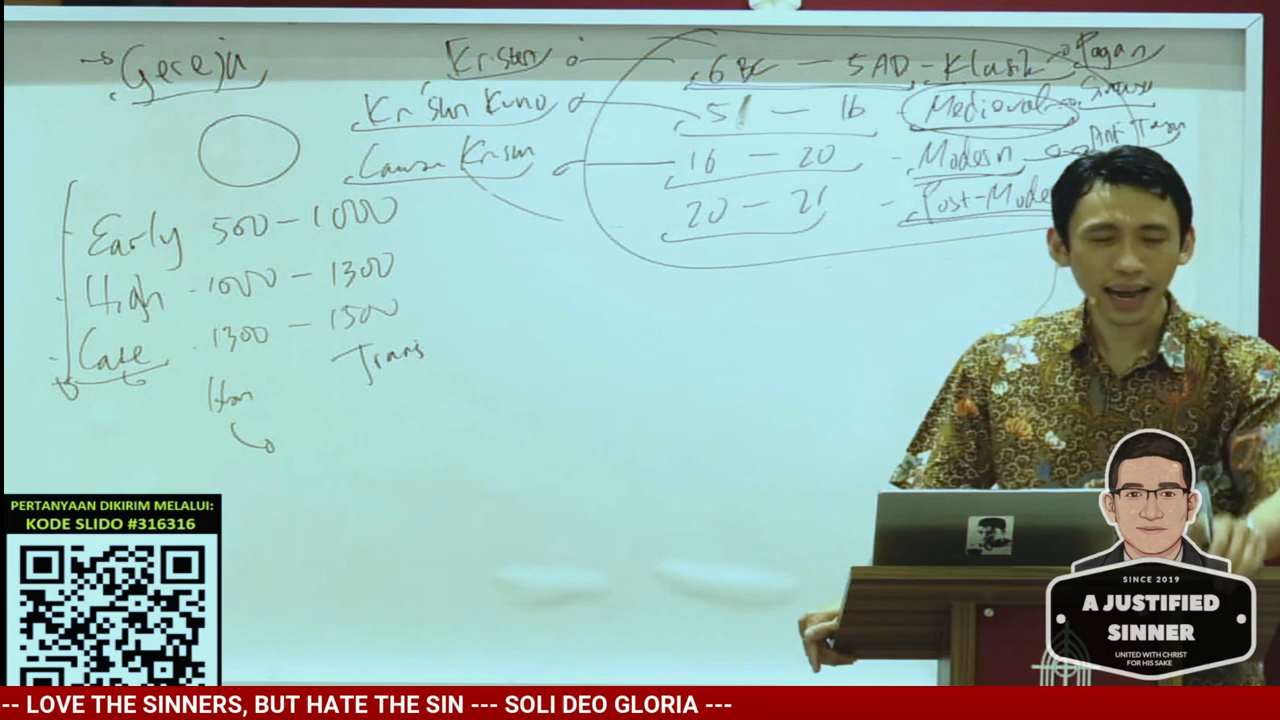 Gereja
Kristen
6 BC - 5 AD - Klasik
Pagan
Kristen Kuno
5 - 16
Medieval
Lawan Kristen
16 - 20 - Modern
Anti
20 - 21 - Post-Mode
Early 500 - 1000
High 1000 - 1300
Late 1300 - 1500
Trans
PERTANYAAN DIKIRIM MELALUI:
KODE SLIDO #316316
SINCE 2019
A JUSTIFIED
SINNER
UNITED WITH CHRIST
FOR HIS SAKE
-- LOVE THE SINNERS, BUT HATE THE SIN --- SOLI DEO GLORIA ---